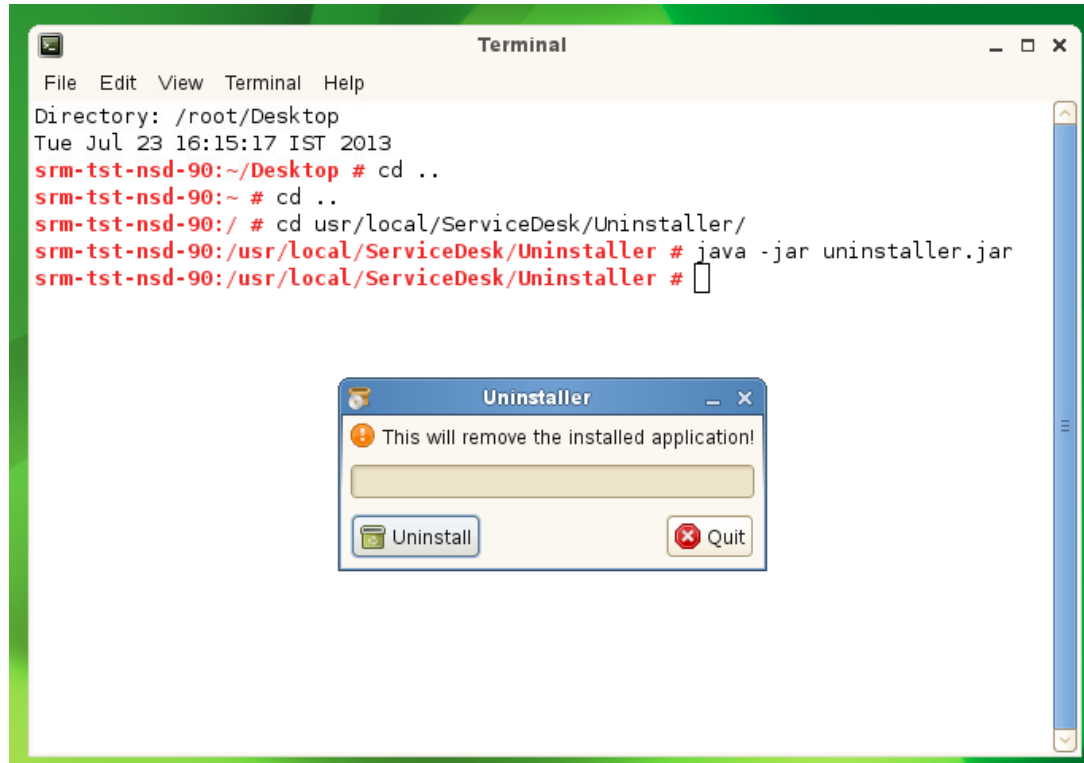 Terminal
File Edit View Terminal Help
Directory: /root/Desktop
Tue Jul 23 16:15:17 IST 2013
srm-tst-nsd-90:~/Desktop # cd ..
srm-tst-nsd-90:~ # cd ..
srm-tst-nsd-90:/ # cd usr/local/ServiceDesk/Uninstaller/
srm-tst-nsd-90:/usr/local/ServiceDesk/Uninstaller # java -jar uninstaller.jar
srm-tst-nsd-90:/usr/local/ServiceDesk/Uninstaller #
Uninstaller
This will remove the installed application!
Uninstall Quit